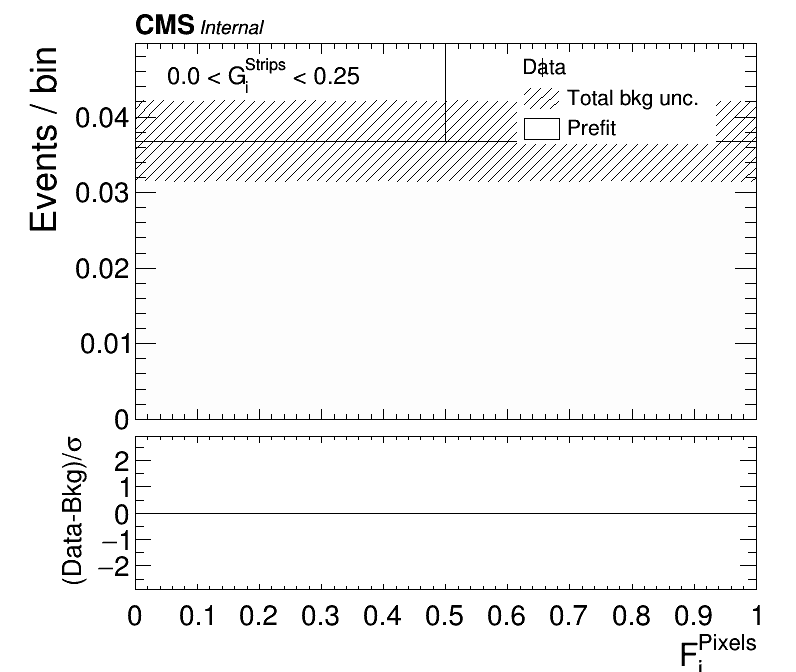 CMS Internal
0.0 < G_i^Strips < 0.25
Data
Total bkg unc.
Prefit
Events / bin
0.04
0.03
0.02
0.01
0
(Data-Bkg)/σ
2
1
0
−1
−2
0 0.1 0.2 0.3 0.4 0.5 0.6 0.7 0.8 0.9 1
F_i^Pixels